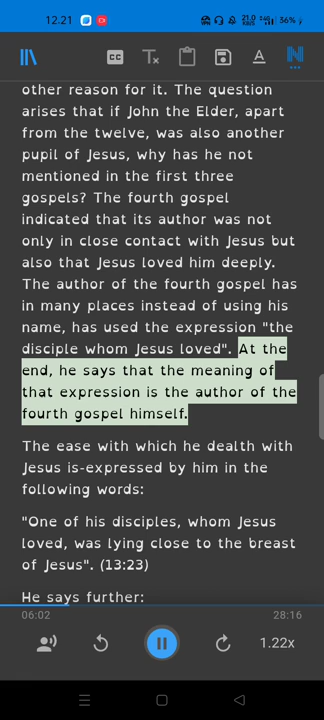 12.21
21.0
KB/s
36%
CC
other reason for it. The question
arises that if John the Elder, apart
from the twelve, was also another
pupil of Jesus, why has he not
mentioned in the first three
gospels? The fourth gospel
indicated that its author was not
only in close contact with Jesus but
also that Jesus loved him deeply.
The author of the fourth gospel has
in many places instead of using his
name, has used the expression "the
disciple whom Jesus loved". At the
end, he says that the meaning of
that expression is the author of the
fourth gospel himself.
The ease with which he dealth with
Jesus is-expressed by him in the
following words:
"One of his disciples, whom Jesus
loved, was lying close to the breast
of Jesus". (13:23)
He says further:
06:02
28:16
1.22x